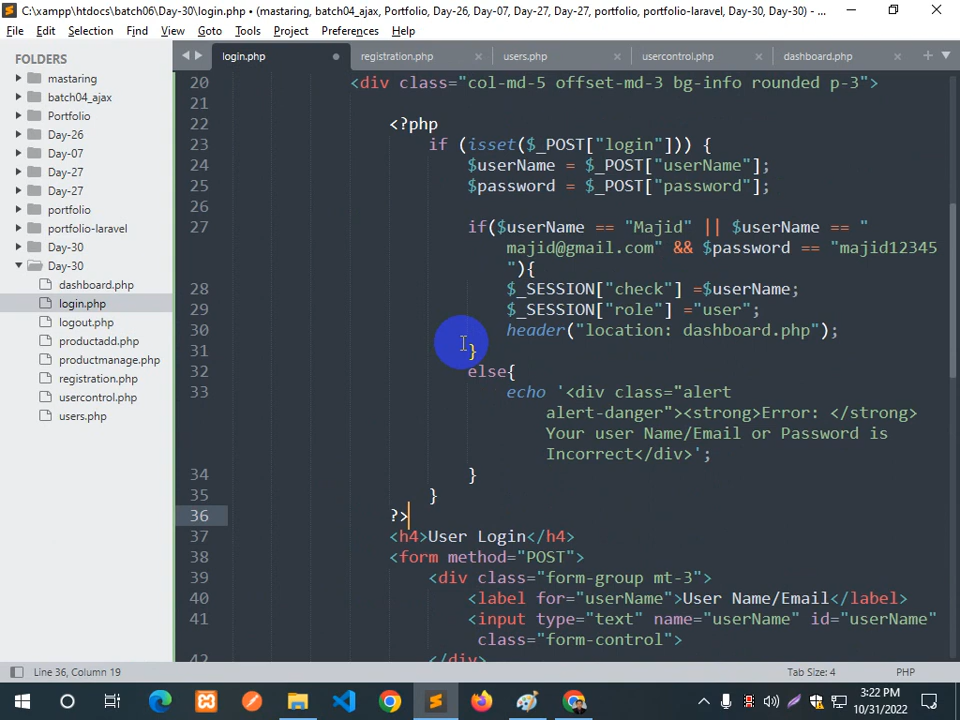 C:\xampp\htdocs\batch06\Day-30\login.php • (mastaring, batch04_ajax, Portfolio, Day-26, Day-07, Day-27, Day-27, portfolio, portfolio-laravel, Day-30, Day-30) - ...
File Edit Selection Find View Goto Tools Project Preferences Help
FOLDERS
mastaring
batch04_ajax
Portfolio
Day-26
Day-07
Day-27
Day-27
portfolio
portfolio-laravel
Day-30
Day-30
dashboard.php
login.php
logout.php
productadd.php
productmanage.php
registration.php
usercontrol.php
users.php
login.php registration.php users.php usercontrol.php dashboard.php
20 <div class="col-md-5 offset-md-3 bg-info rounded p-3">
21
22 <?php
23 if (isset($_POST["login"])) {
24 $userName = $_POST["userName"];
25 $password = $_POST["password"];
26
27 if($userName == "Majid" || $userName == "
majid@gmail.com" && $password == "majid12345
"){
28 $_SESSION["check"] =$userName;
29 $_SESSION["role"] ="user";
30 header("location: dashboard.php");
31 }
32 else{
33 echo '<div class="alert
alert-danger"><strong>Error: </strong>
Your user Name/Email or Password is
Incorrect</div>';
34 }
35 }
36 ?>
37 <h4>User Login</h4>
38 <form method="POST">
39 <div class="form-group mt-3">
40 <label for="userName">User Name/Email</label>
41 <input type="text" name="userName" id="userName"
class="form-control">
42 </div>
Line 36, Column 19 Tab Size: 4 PHP
3:22 PM
10/31/2022